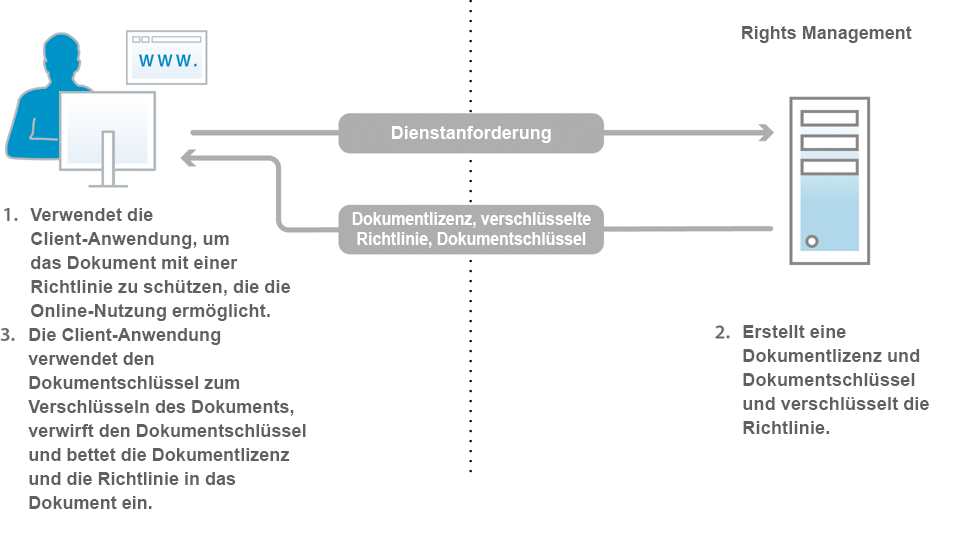 WWW.
Rights Management
Dienstanforderung
Dokumentlizenz, verschlüsselte
Richtlinie, Dokumentschlüssel
1. Verwendet die
Client-Anwendung, um
das Dokument mit einer
Richtlinie zu schützen, die die
Online-Nutzung ermöglicht.
2. Erstellt eine
Dokumentlizenz und
Dokumentschlüssel
und verschlüsselt die
Richtlinie.
3. Die Client-Anwendung
verwendet den
Dokumentschlüssel zum
Verschlüsseln des Dokuments,
verwirft den Dokumentschlüssel
und bettet die Dokumentlizenz
und die Richtlinie in das
Dokument ein.